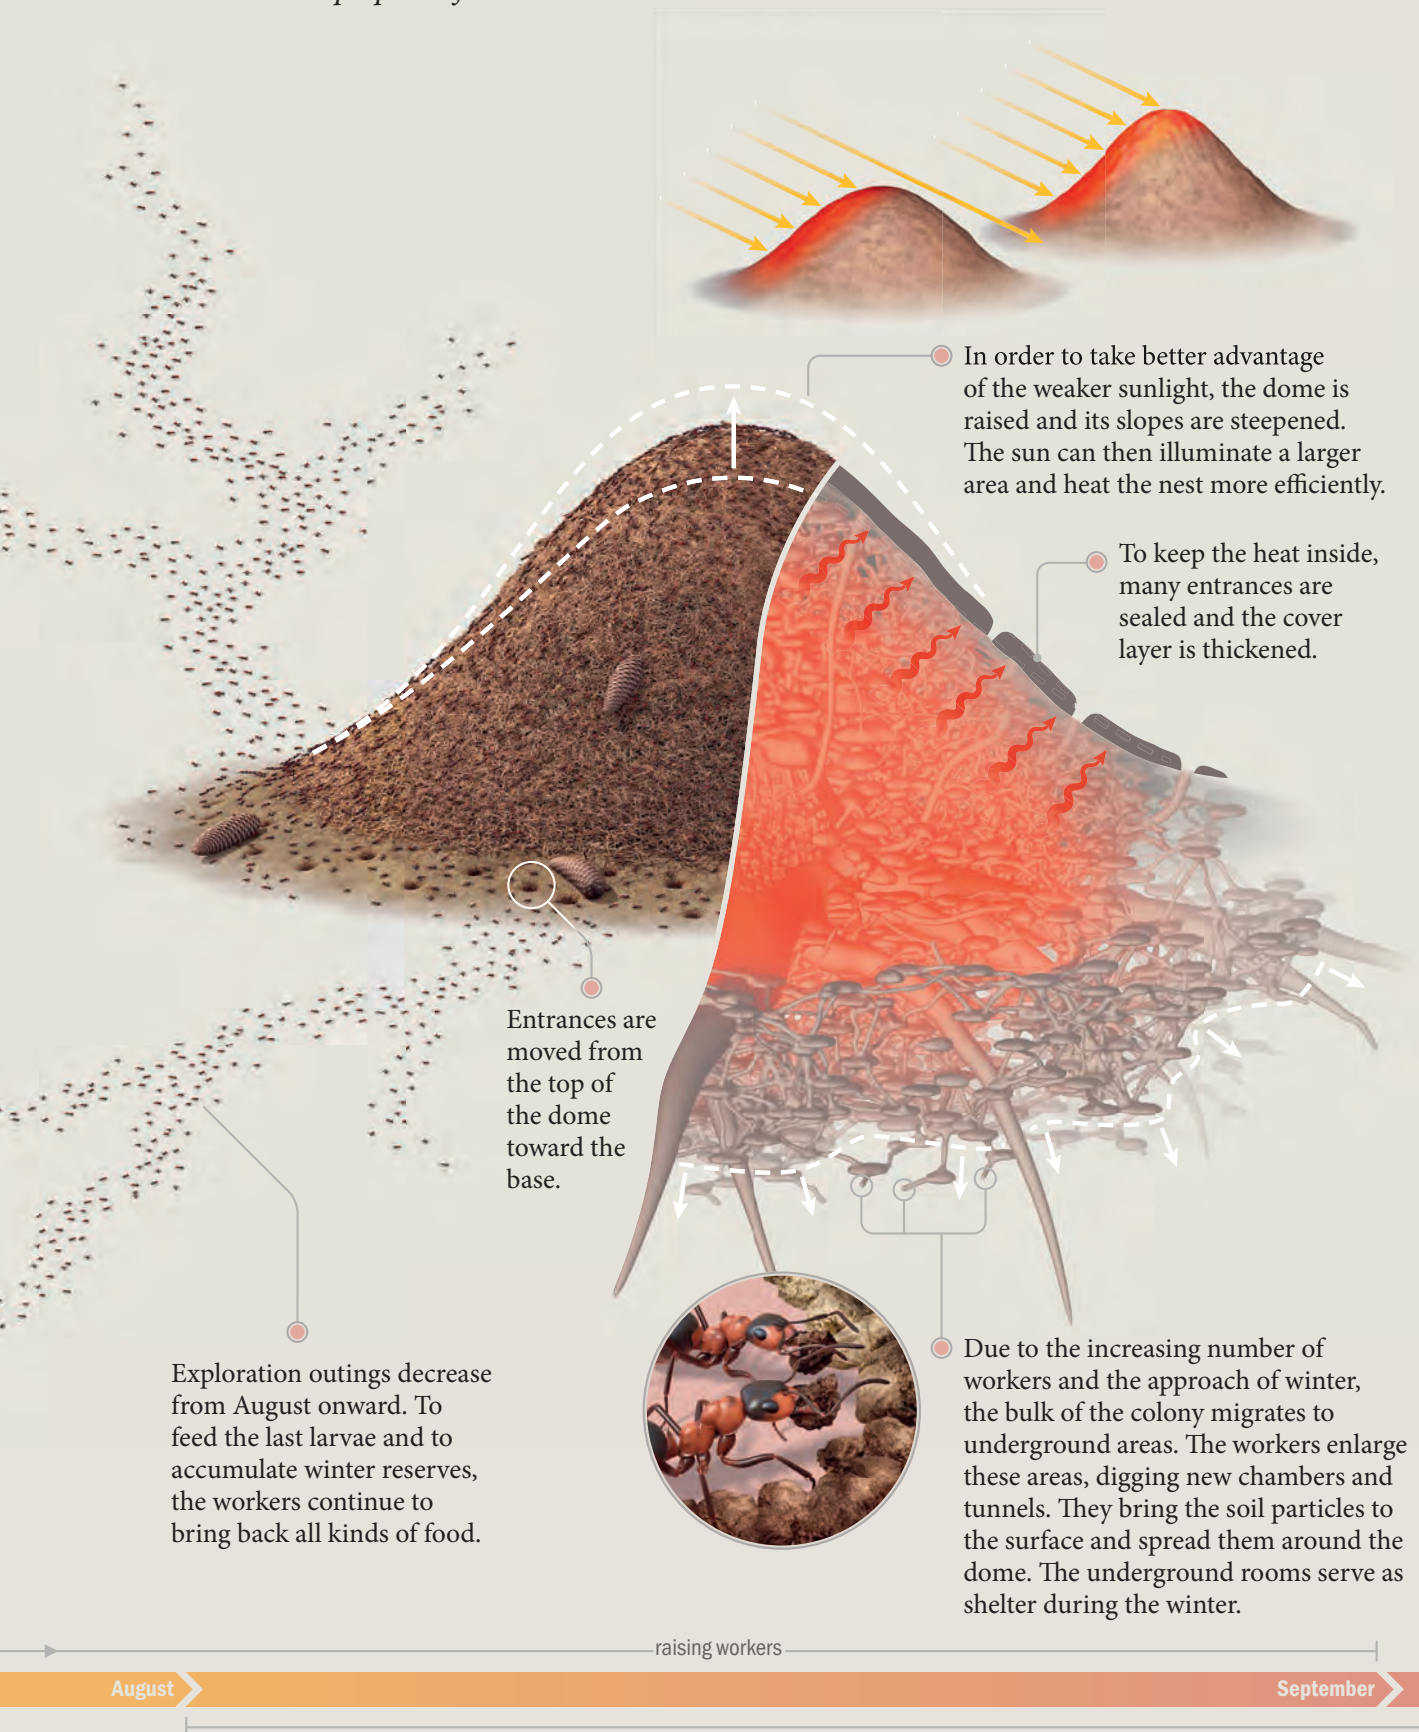 In order to take better advantage
of the weaker sunlight, the dome is
raised and its slopes are steepened.
The sun can then illuminate a larger
area and heat the nest more efficiently.
To keep the heat inside,
many entrances are
sealed and the cover
layer is thickened.
Entrances are
moved from
the top of
the dome
toward the
base.
Exploration outings decrease
from August onward. To
feed the last larvae and to
accumulate winter reserves,
the workers continue to
bring back all kinds of food.
Due to the increasing number of
workers and the approach of winter,
the bulk of the colony migrates to
underground areas. The workers enlarge
these areas, digging new chambers and
tunnels. They bring the soil particles to
the surface and spread them around the
dome. The underground rooms serve as
shelter during the winter.
raising workers
August
September